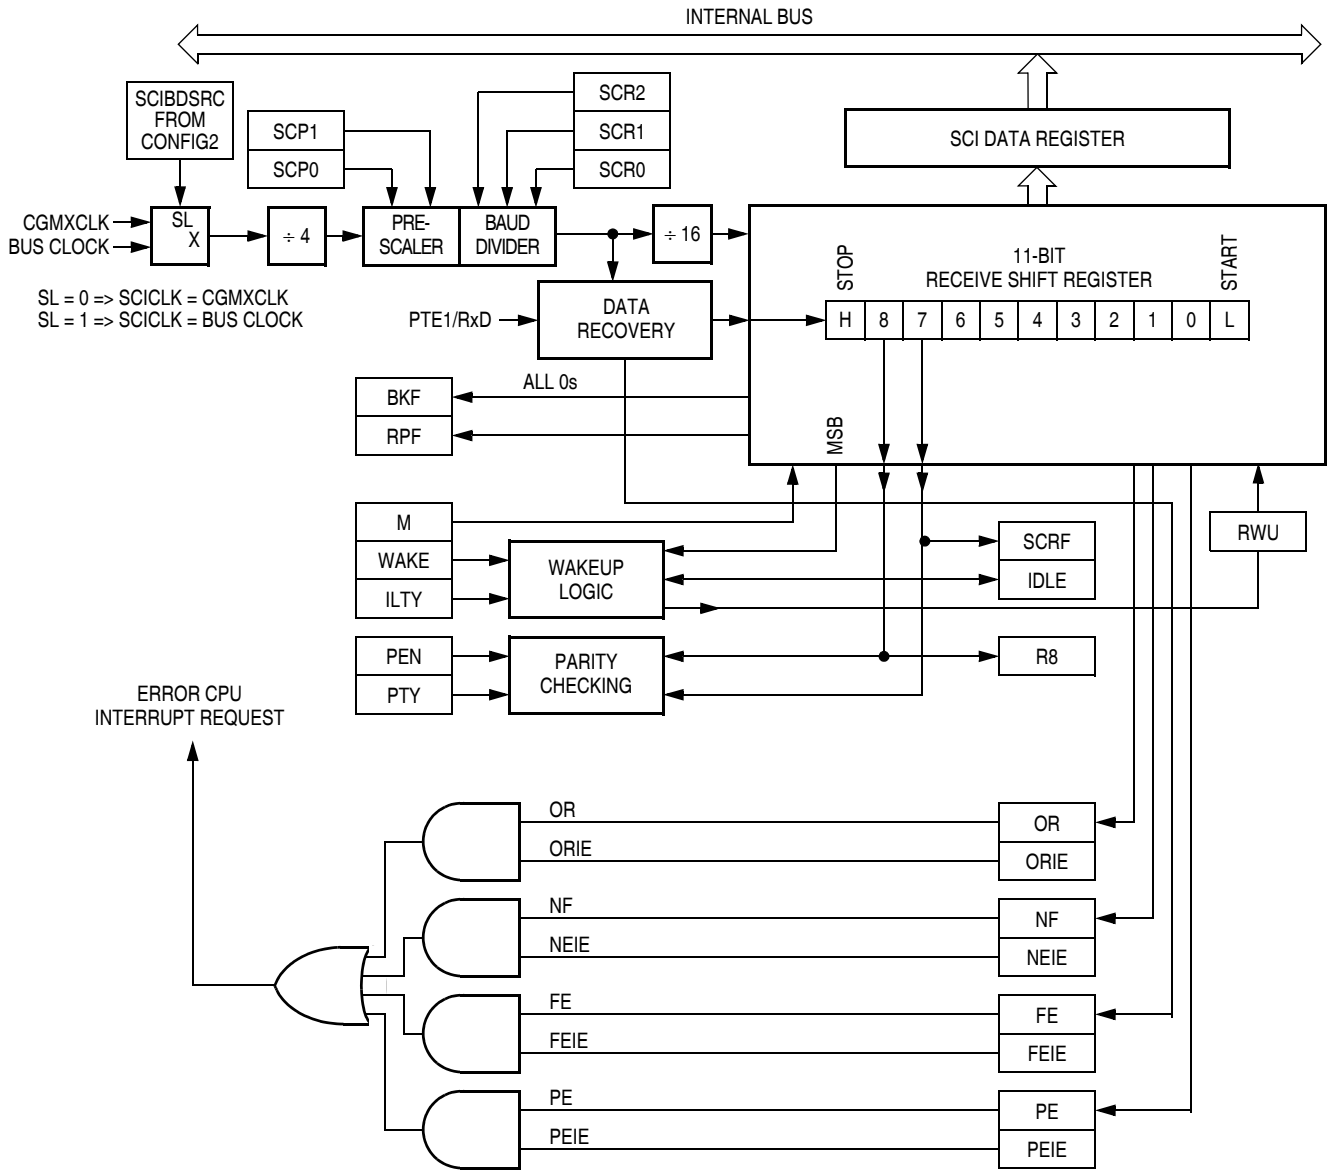 INTERNAL BUS
SCIBDSRC
FROM
CONFIG2
SCP1
SCP0
SCR2
SCR1
SCR0
SCI DATA REGISTER
CGMXCLK
BUS CLOCK
SL
X
÷ 4
PRE-
SCALER
BAUD
DIVIDER
÷ 16
SL = 0 => SCICLK = CGMXCLK
SL = 1 => SCICLK = BUS CLOCK
PTE1/RxD
DATA
RECOVERY
STOP
11-BIT
RECEIVE SHIFT REGISTER
START
H 8 7 6 5 4 3 2 1 0 L
ALL 0s
BKF
RPF
MSB
M
WAKE
ILTY
WAKEUP
LOGIC
SCRF
IDLE
RWU
PEN
PTY
PARITY
CHECKING
R8
ERROR CPU
INTERRUPT REQUEST
OR
ORIE
OR
ORIE
NF
NEIE
NF
NEIE
FE
FEIE
FE
FEIE
PE
PEIE
PE
PEIE